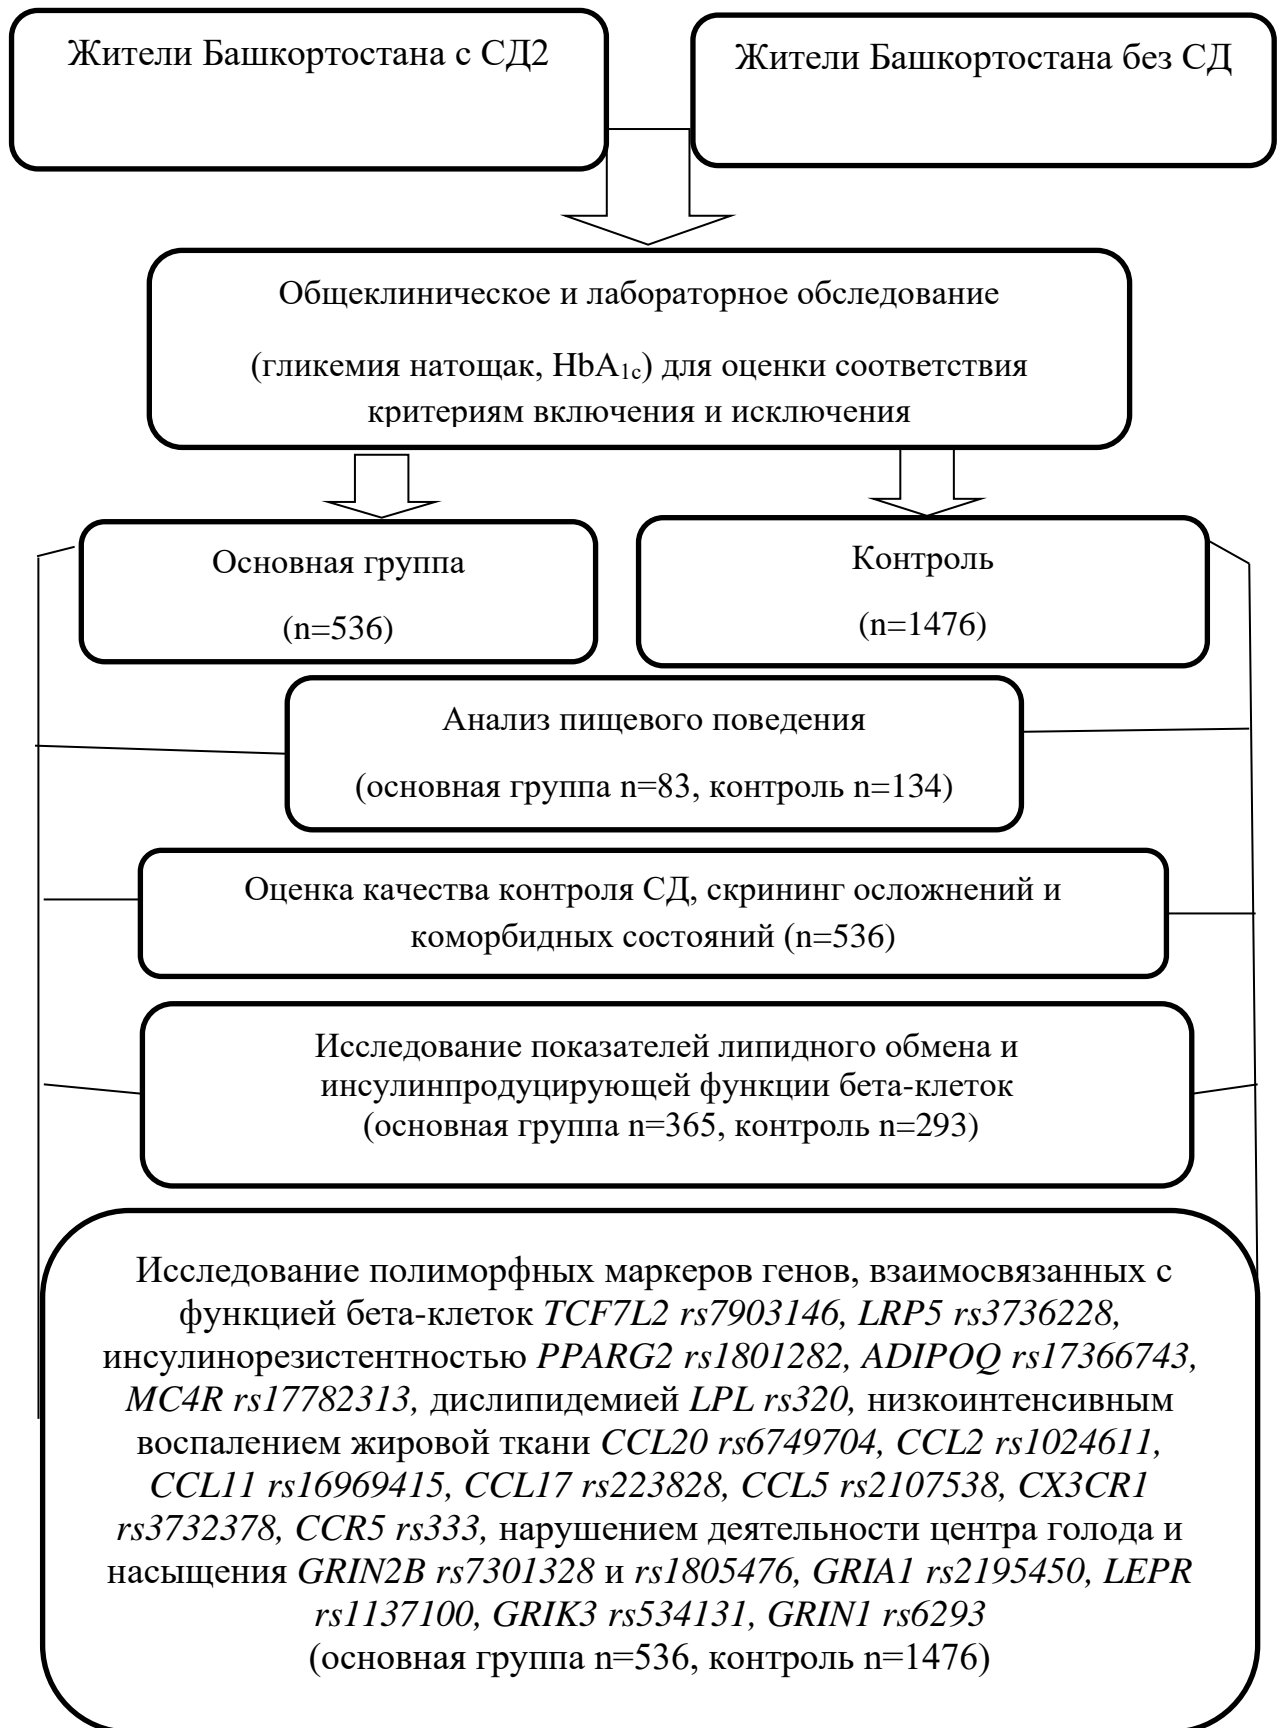 Жители Башкортостана с СД2
Жители Башкортостана без СД
Общеклиническое и лабораторное обследование
(гликемия натощак, HbA1c) для оценки соответствия
критериям включения и исключения
Основная группа
(n=536)
Контроль
(n=1476)
Анализ пищевого поведения
(основная группа n=83, контроль n=134)
Оценка качества контроля СД, скрининг осложнений и
коморбидных состояний (n=536)
Исследование показателей липидного обмена и
инсулинпродуцирующей функции бета-клеток
(основная группа n=365, контроль n=293)
Исследование полиморфных маркеров генов, взаимосвязанных с
функцией бета-клеток TCF7L2 rs7903146, LRP5 rs3736228,
инсулинорезистентностью PPARG2 rs1801282, ADIPOQ rs17366743,
MC4R rs17782313, дислипидемией LPL rs320, низкоинтенсивным
воспалением жировой ткани CCL20 rs6749704, CCL2 rs1024611,
CCL11 rs16969415, CCL17 rs223828, CCL5 rs2107538, CX3CR1
rs3732378, CCR5 rs333, нарушением деятельности центра голода и
насыщения GRIN2B rs7301328 и rs1805476, GRIA1 rs2195450, LEPR
rs1137100, GRIK3 rs534131, GRIN1 rs6293
(основная группа n=536, контроль n=1476)